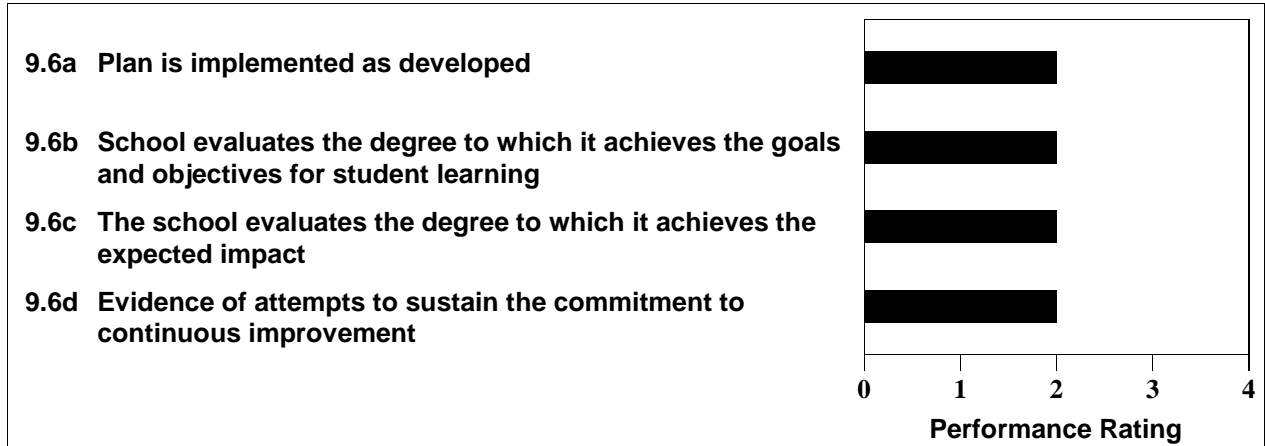 9.6a Plan is implemented as developed
9.6b School evaluates the degree to which it achieves the goals
and objectives for student learning
9.6c The school evaluates the degree to which it achieves the
expected impact
9.6d Evidence of attempts to sustain the commitment to
continuous improvement
0 1 2 3 4
Performance Rating